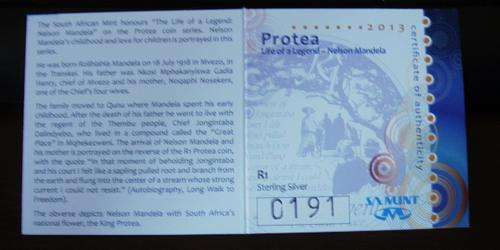 The South African Mint honours "The Life of a Legend:
Nelson Mandela" on the Protea coin series. Nelson
Mandela's childhood and love for children is portrayed in this
series.
He was born Rolihlahla Mandela on 18 July 1918 in Mvezo, in
the Transkei. His father was Nkosi Mphakanyiswa Gadla
Henry, chief of Mvezo and his mother, Noqaphi Nosekeni,
one of the Chief's four wives.
The family moved to Qunu where Mandela spent his early
childhood. After the death of his father he went to live with
the regent of the Thembu people, Chief Jongintaba
Dalindyebo, who lived in a compound called the "Great
Place" in Mqhekezweni. The arrival of Nelson Mandela and
his mother is portrayed on the reverse of the R1 Protea coin,
with the quote "In that moment of beholding Jongintaba
and his court I felt like a sapling pulled root and branch from
the earth and flung into the center of a stream whose strong
current I could not resist." (Autobiography, Long Walk to
Freedom).
The obverse depicts Nelson Mandela with South Africa's
national flower, the King Protea.
2013
Protea
Life of a Legend – Nelson Mandela
certificate of authenticity
R1
Sterling Silver
0191
SA MINT